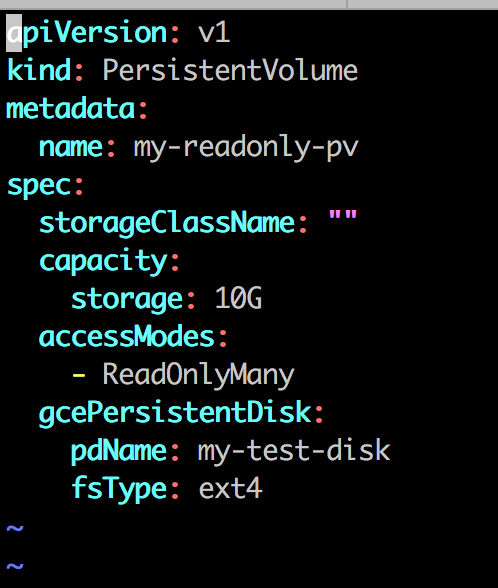 apiVersion: v1
kind: PersistentVolume
metadata:
  name: my-readonly-pv
spec:
  storageClassName: ""
  capacity:
    storage: 10G
  accessModes:
    - ReadOnlyMany
  gcePersistentDisk:
    pdName: my-test-disk
    fsType: ext4
~
~